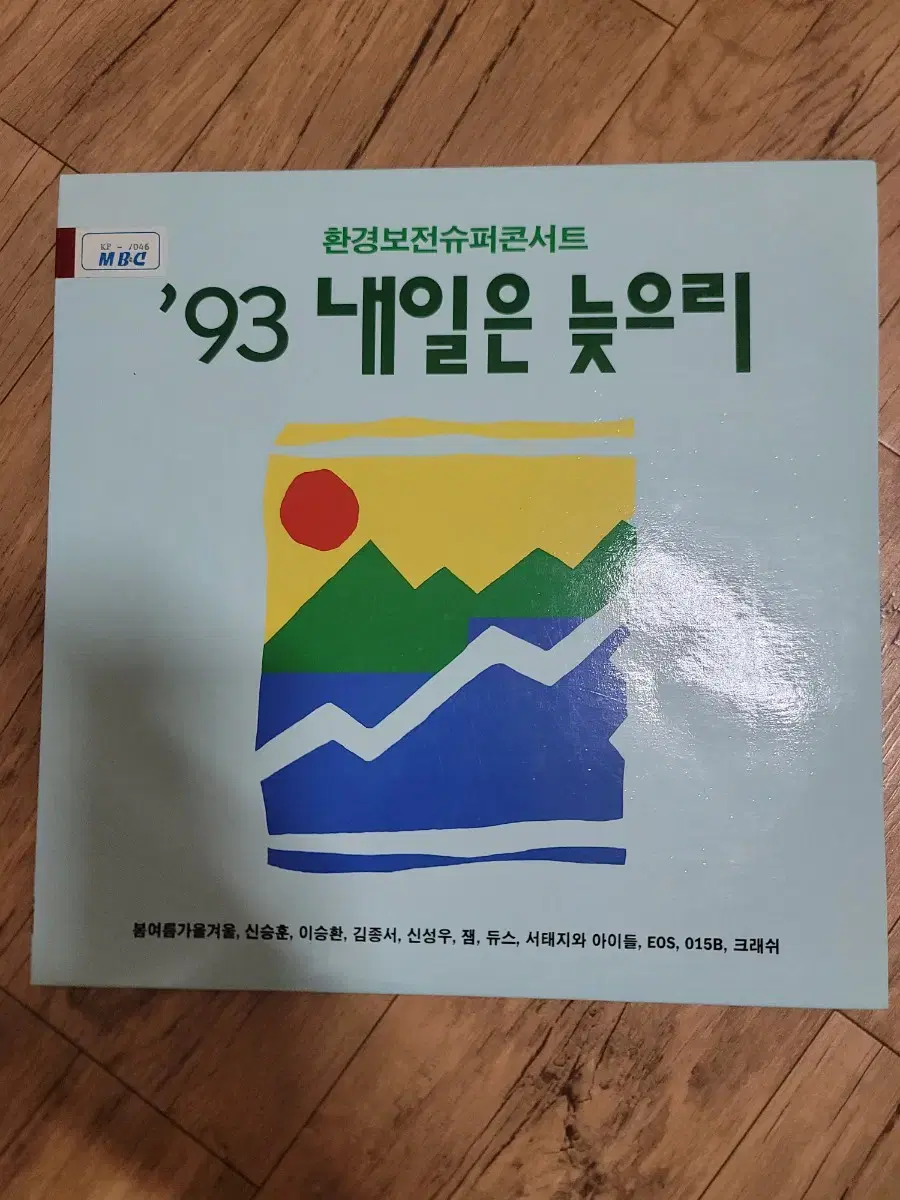 환경보전슈퍼콘서트
KP - 7046
MBC
'93 내일은 늦으리
봄여름가을겨울, 신승훈, 이승환, 김종서, 신성우, 잼, 듀스, 서태지와 아이들, EOS, 015B, 크래쉬